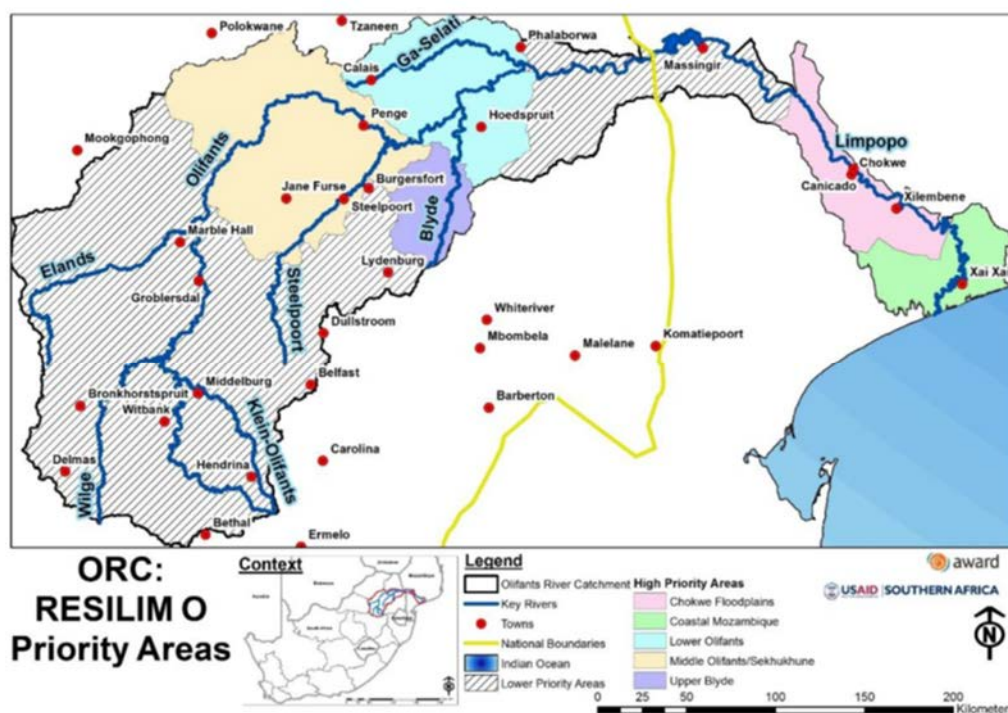 Polokwane
Tzaneen
Ga-Selati
Phalaborwa
Calais
Massingir
Penge
Hoedspruit
Mookgophong
Olifants
Limpopo
Chokwe
Canicado
Burgersfort
Jane Furse
Steelpoort
Xilembene
Marble Hall
Blyde
Elands
Lydenburg
Xai Xai
Groblersdal
Steelpoort
Whiteriver
Dullstroom
Mbombela
Malelane
Komatiepoort
Belfast
Middelburg
Bronkhorstspruit
Witbank
Barberton
Klein-Olifants
Delmas
Hendrina
Carolina
Wilge
Bethal
Ermelo
ORC:
RESILIM O
Priority Areas
Context
Legend
Olifants River Catchment
Key Rivers
Towns
National Boundaries
Indian Ocean
Lower Priority Areas
High Priority Areas
Chokwe Floodplains
Coastal Mozambique
Lower Olifants
Middle Olifants/Sekhukhune
Upper Blyde
award
USAID | SOUTHERN AFRICA
N
0 25 50 100 150 200
Kilometer